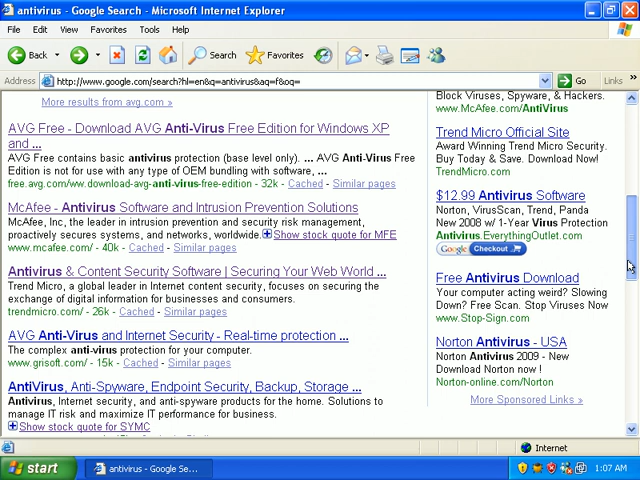 antivirus - Google Search - Microsoft Internet Explorer
File Edit View Favorites Tools Help
Back Search Favorites
Address http://www.google.com/search?hl=en&q=antivirus&aq=f&oq= Go Links »
More results from avg.com »
AVG Free - Download AVG Anti-Virus Free Edition for Windows XP
and ...
AVG Free contains basic antivirus protection (base level only). ... AVG Anti-Virus Free
Edition is not for use with any type of OEM bundling with software, ...
free.avg.com/ww.download-avg-anti-virus-free-edition - 32k - Cached - Similar pages
McAfee, Inc. - Antivirus Software and Intrusion Prevention Solutions
McAfee, Inc, the leader in intrusion prevention and security risk management,
proactively secures systems, and networks, worldwide. Show stock quote for MFE
www.mcafee.com/ - 40k - Cached - Similar pages
Antivirus & Content Security Software | Securing Your Web World ...
Trend Micro, a global leader in Internet content security, focuses on securing the
exchange of digital information for businesses and consumers.
trendmicro.com/ - 26k - Cached - Similar pages
AVG Anti-Virus and Internet Security - Real-time protection ...
The complex anti-virus protection for your computer.
www.grisoft.com/ - 15k - Cached - Similar pages
AntiVirus, Anti-Spyware, Endpoint Security, Backup, Storage ...
Antivirus, Internet security, and anti-spyware products for the home. Solutions to
manage IT risk and maximize IT performance for business.
Show stock quote for SYMC
Block Viruses, Spyware, & Hackers.
www.McAfee.com/AntiVirus
Trend Micro Official Site
Award Winning Trend Micro Security.
Buy Today & Save. Download Now!
TrendMicro.com
$12.99 Antivirus Software
Norton, VirusScan, Trend, Panda
New 2008 w/ 1-Year Virus Protection
Antivirus.EverythingOutlet.com
Google Checkout
Free Antivirus Download
Your computer acting weird? Slowing
Down? Free Scan. Stop Viruses Now
www.Stop-Sign.com
Norton Antivirus - USA
Norton Antivirus 2009 - New
Download Norton now !
Norton-online.com/Norton
More Sponsored Links »
Internet
start antivirus - Google Se... 1:07 AM